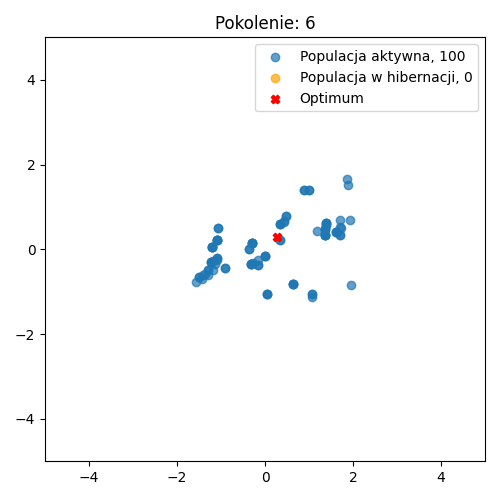 Pokolenie: 6
Populacja aktywna, 100
Populacja w hibernacji, 0
Optimum
4
2
0
−2
−4
−4 −2 0 2 4